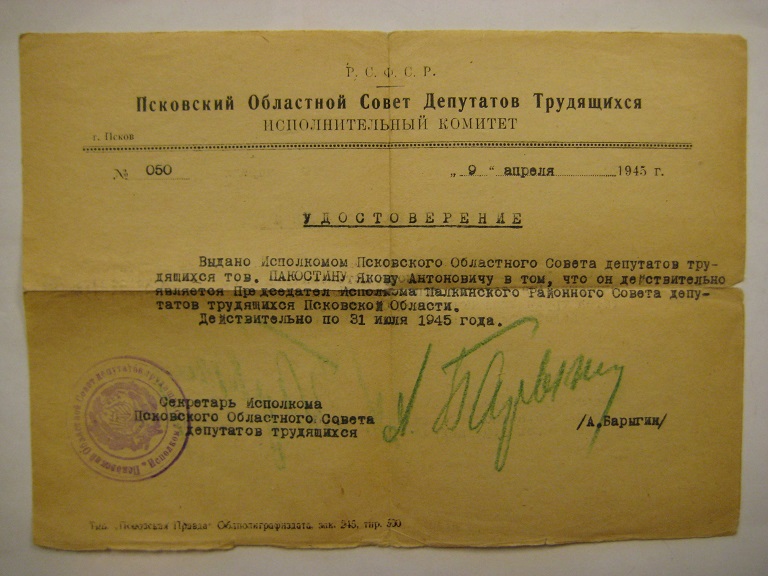 Р. С. Ф. С. Р.
Псковский Областной Совет Депутатов Трудящихся
ИСПОЛНИТЕЛЬНЫЙ КОМИТЕТ
г. Псков
№ 050 „ 9 “ апреля 1945 г.
УДОСТОВЕРЕНИЕ
Выдано Исполкомом Псковского Областного Совета депутатов тру-
дящихся тов. ПАКОСТИНУ Якову Антоновичу в том, что он действительно
является Председател Исполкома Палкинского Районного Совета депу-
татов трудящихся Псковской Области.
Действительно по 31 июля 1945 года.
Секретарь Исполкома
Псковского Областного Совета
депутатов трудящихся
А. Барыгин
/А.Барыгин/
Тип. „Псковская Правда“ Облполиграфиздата, зак. 245, тир. 500